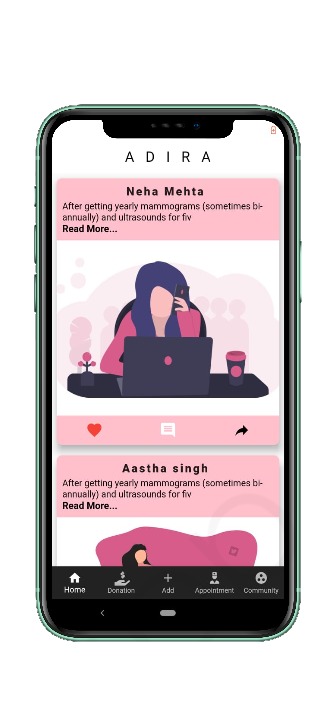 ADIRA
Neha Mehta
After getting yearly mammograms (sometimes bi-
annually) and ultrasounds for fiv
Read More...
Aastha singh
After getting yearly mammograms (sometimes bi-
annually) and ultrasounds for fiv
Read More...
Home Donation Add Appointment Community